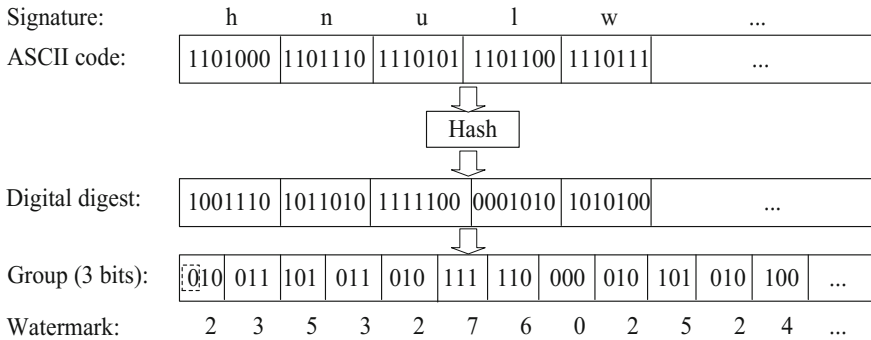 Signature: h n u l w ...
ASCII code: 1101000 1101110 1110101 1101100 1110111 ...
Hash
Digital digest: 1001110 1011010 1111100 0001010 1010100 ...
Group (3 bits): 010 011 101 011 010 111 110 000 010 101 010 100 ...
Watermark: 2 3 5 3 2 7 6 0 2 5 2 4 ...